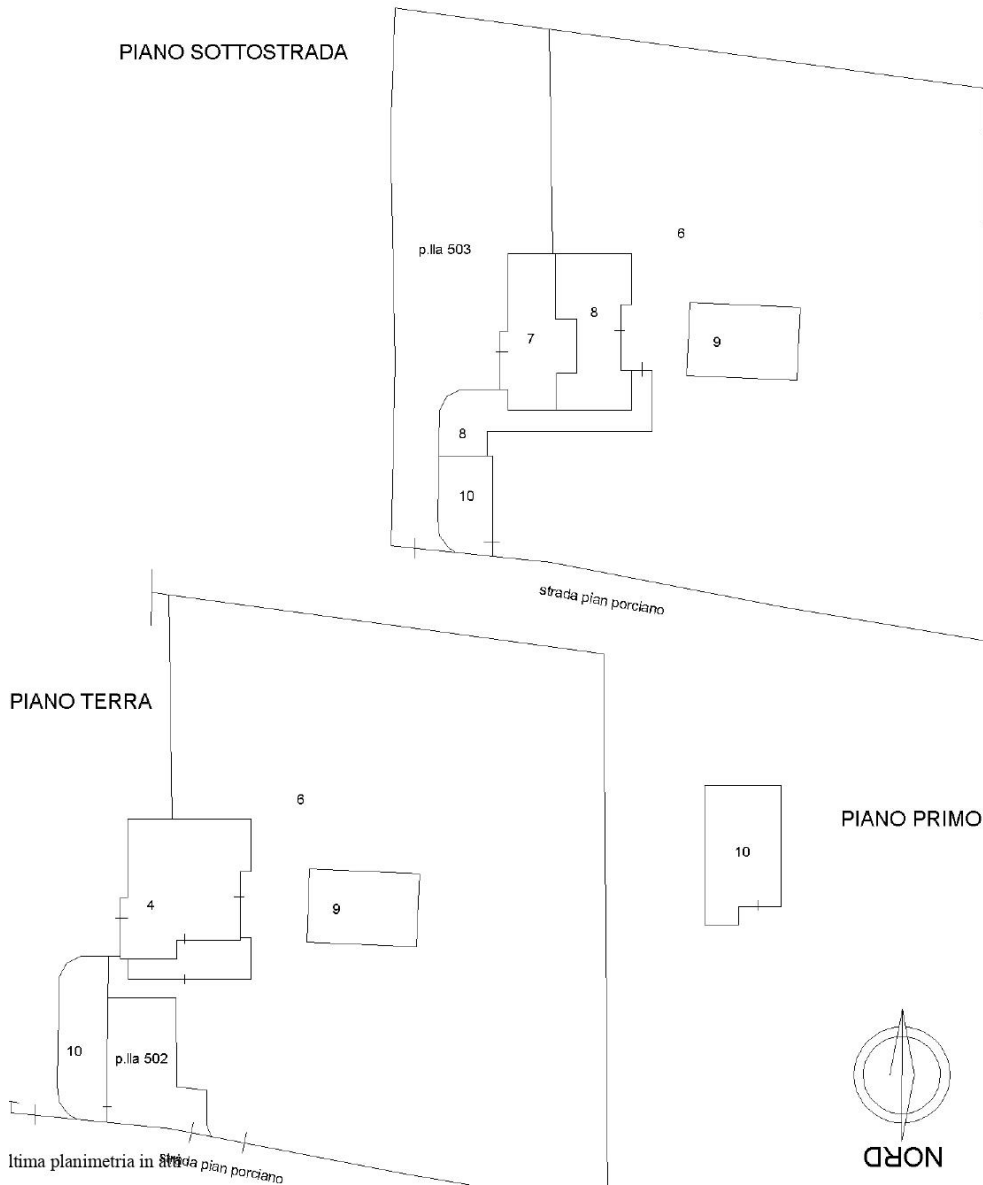 PIANO SOTTOSTRADA
6
p.lla 503
8
7
9
8
10
strada pian porciano
PIANO TERRA
6
PIANO PRIMO
10
4
9
10
p.lla 502
NORD
ltima planimetria in atti
strada pian porciano